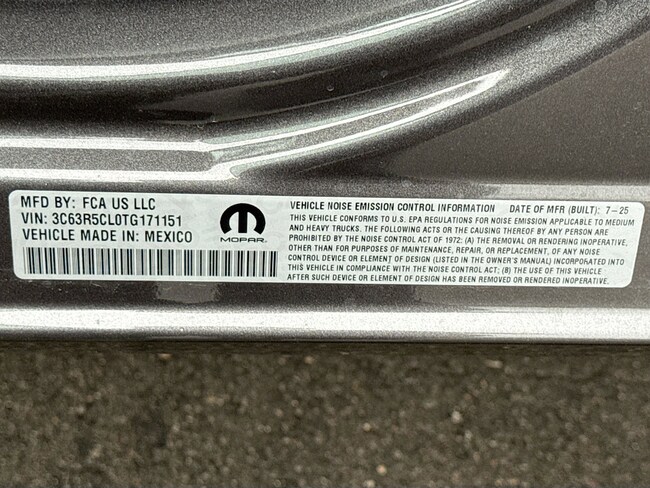 MFD BY: FCA US LLC
VIN: 3C63R5CL0TG171151
VEHICLE MADE IN: MEXICO
MOPAR
VEHICLE NOISE EMISSION CONTROL INFORMATION DATE OF MFR (BUILT): 7-25
THIS VEHICLE CONFORMS TO U.S. EPA REGULATIONS FOR NOISE EMISSION APPLICABLE TO MEDIUM
AND HEAVY TRUCKS. THE FOLLOWING ACTS OR THE CAUSING THEREOF BY ANY PERSON ARE
PROHIBITED BY THE NOISE CONTROL ACT OF 1972: (A) THE REMOVAL OR RENDERING INOPERATIVE,
OTHER THAN FOR PURPOSES OF MAINTENANCE, REPAIR, OR REPLACEMENT, OF ANY NOISE
CONTROL DEVICE OR ELEMENT OF DESIGN (LISTED IN THE OWNER'S MANUAL) INCORPORATED INTO
THIS VEHICLE IN COMPLIANCE WITH THE NOISE CONTROL ACT; (B) THE USE OF THIS VEHICLE
AFTER SUCH DEVICE OR ELEMENT OF DESIGN HAS BEEN REMOVED OR RENDERED INOPERATIVE.